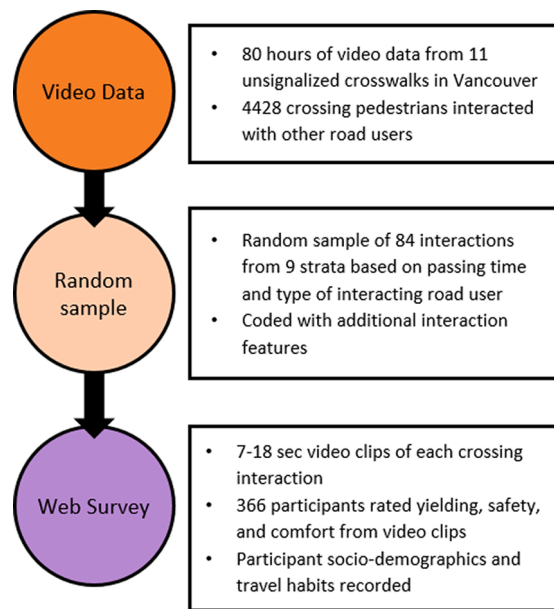 Video Data
• 80 hours of video data from 11
unsignalized crosswalks in Vancouver
• 4428 crossing pedestrians interacted
with other road users
Random
sample
• Random sample of 84 interactions
from 9 strata based on passing time
and type of interacting road user
• Coded with additional interaction
features
Web Survey
• 7-18 sec video clips of each crossing
interaction
• 366 participants rated yielding, safety,
and comfort from video clips
• Participant socio-demographics and
travel habits recorded